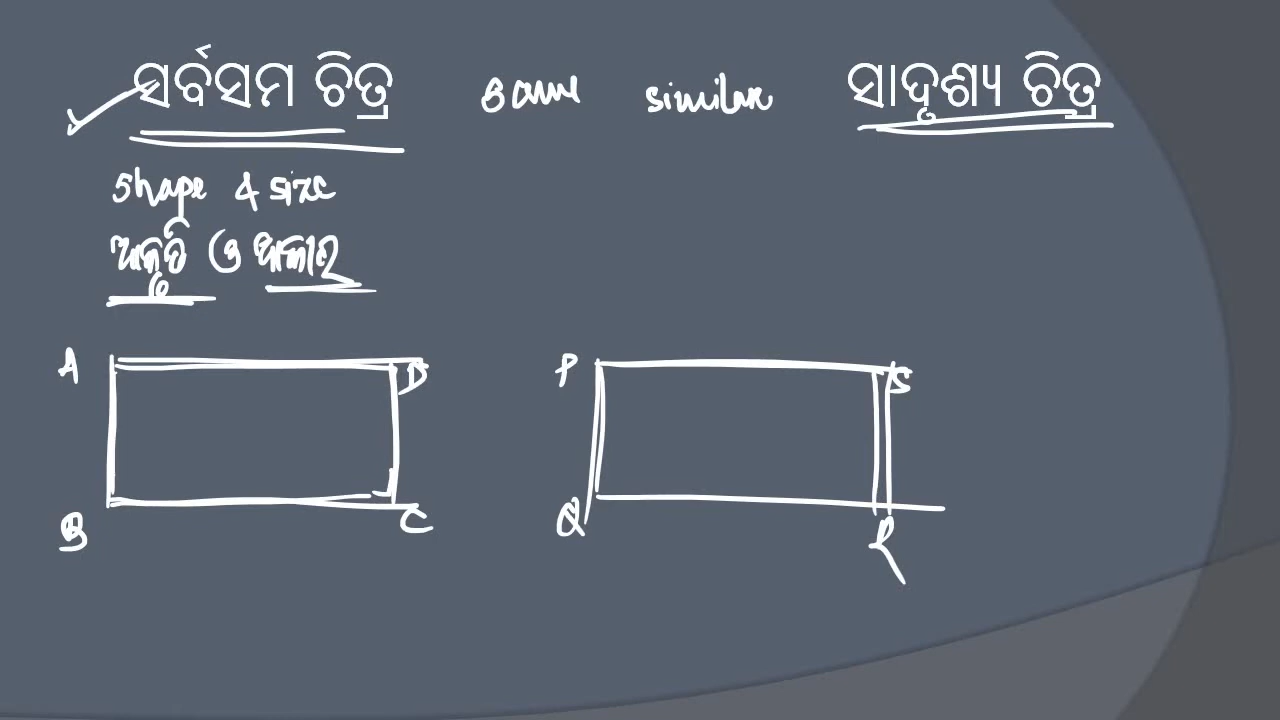 ସର୍ବସମ ଚିତ୍ର same similar ସାଦୃଶ୍ୟ ଚିତ୍ର
Shape & size
ଆକୃତି ଓ ଆକାର
A D P S
B C Q R